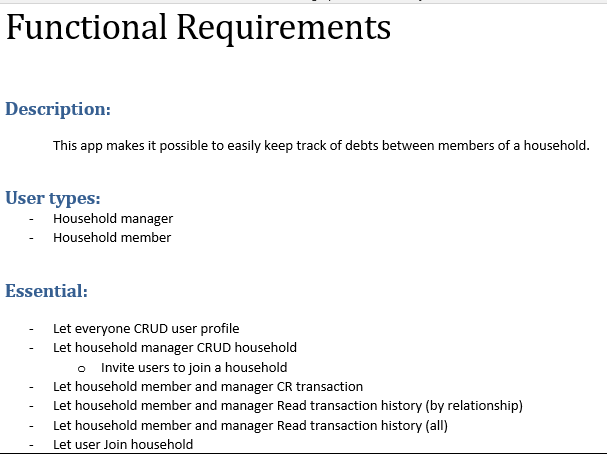 Functional Requirements
Description:
This app makes it possible to easily keep track of debts between members of a household.
User types:
- Household manager
- Household member
Essential:
- Let everyone CRUD user profile
- Let household manager CRUD household
o Invite users to join a household
- Let household member and manager CR transaction
- Let household member and manager Read transaction history (by relationship)
- Let household member and manager Read transaction history (all)
- Let user Join household